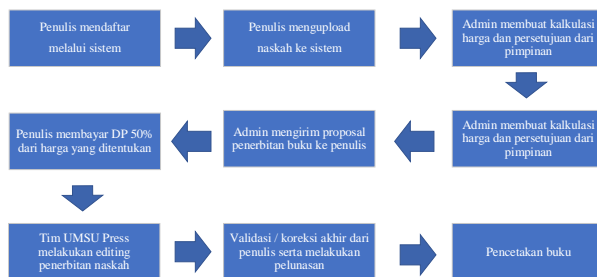 Penulis mendaftar
melalui sistem
Penulis mengupload
naskah ke sistem
Admin membuat kalkulasi
harga dan persetujuan dari
pimpinan
Admin membuat kalkulasi
harga dan persetujuan dari
pimpinan
Admin mengirim proposal
penerbitan buku ke penulis
Penulis membayar DP 50%
dari harga yang ditentukan
Tim UMSU Press
melakukan editing
penerbitan naskah
Validasi / koreksi akhir dari
penulis serta melakukan
pelunasan
Pencetakan buku